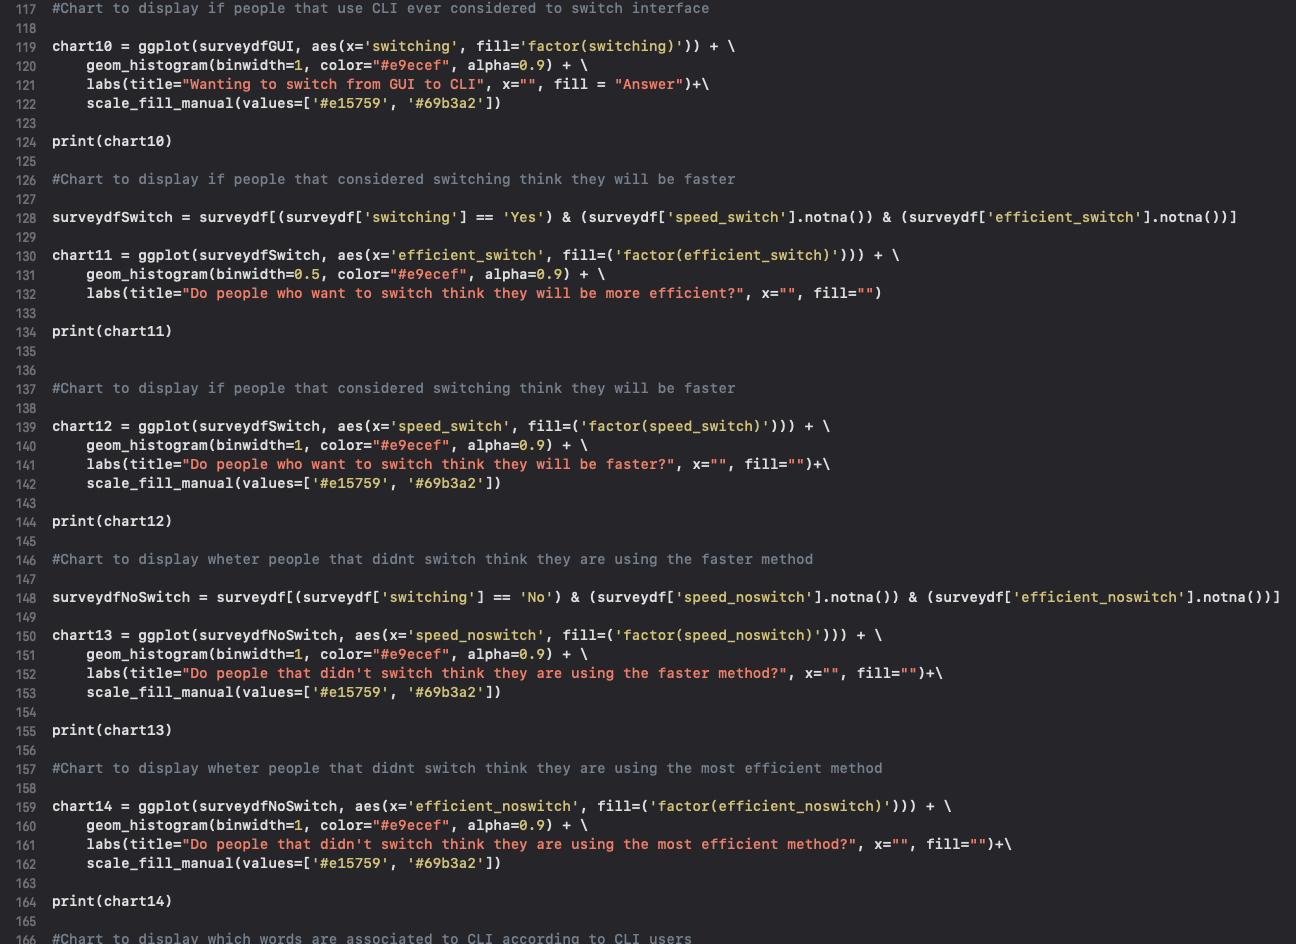 117 #Chart to display if people that use CLI ever considered to switch interface
118
119 chart10 = ggplot(surveydfGUI, aes(x='switching', fill='factor(switching)')) + \
120     geom_histogram(binwidth=1, color="#e9ecef", alpha=0.9) + \
121     labs(title="Wanting to switch from GUI to CLI", x="", fill = "Answer")+\
122     scale_fill_manual(values=['#e15759', '#69b3a2'])
123
124 print(chart10)
125
126 #Chart to display if people that considered switching think they will be faster
127
128 surveydfSwitch = surveydf[(surveydf['switching'] == 'Yes') & (surveydf['speed_switch'].notna()) & (surveydf['efficient_switch'].notna())]
129
130 chart11 = ggplot(surveydfSwitch, aes(x='efficient_switch', fill=('factor(efficient_switch)'))) + \
131     geom_histogram(binwidth=0.5, color="#e9ecef", alpha=0.9) + \
132     labs(title="Do people who want to switch think they will be more efficient?", x="", fill="")
133
134 print(chart11)
135
136
137 #Chart to display if people that considered switching think they will be faster
138
139 chart12 = ggplot(surveydfSwitch, aes(x='speed_switch', fill=('factor(speed_switch)'))) + \
140     geom_histogram(binwidth=1, color="#e9ecef", alpha=0.9) + \
141     labs(title="Do people who want to switch think they will be faster?", x="", fill="")+\
142     scale_fill_manual(values=['#e15759', '#69b3a2'])
143
144 print(chart12)
145
146 #Chart to display wheter people that didnt switch think they are using the faster method
147
148 surveydfNoSwitch = surveydf[(surveydf['switching'] == 'No') & (surveydf['speed_noswitch'].notna()) & (surveydf['efficient_noswitch'].notna())]
149
150 chart13 = ggplot(surveydfNoSwitch, aes(x='speed_noswitch', fill=('factor(speed_noswitch)'))) + \
151     geom_histogram(binwidth=1, color="#e9ecef", alpha=0.9) + \
152     labs(title="Do people that didn't switch think they are using the faster method?", x="", fill="")+\
153     scale_fill_manual(values=['#e15759', '#69b3a2'])
154
155 print(chart13)
156
157 #Chart to display wheter people that didnt switch think they are using the most efficient method
158
159 chart14 = ggplot(surveydfNoSwitch, aes(x='efficient_noswitch', fill=('factor(efficient_noswitch)'))) + \
160     geom_histogram(binwidth=1, color="#e9ecef", alpha=0.9) + \
161     labs(title="Do people that didn't switch think they are using the most efficient method?", x="", fill="")+\
162     scale_fill_manual(values=['#e15759', '#69b3a2'])
163
164 print(chart14)
165
166 #Chart to display which words are associated to CLI according to CLI users